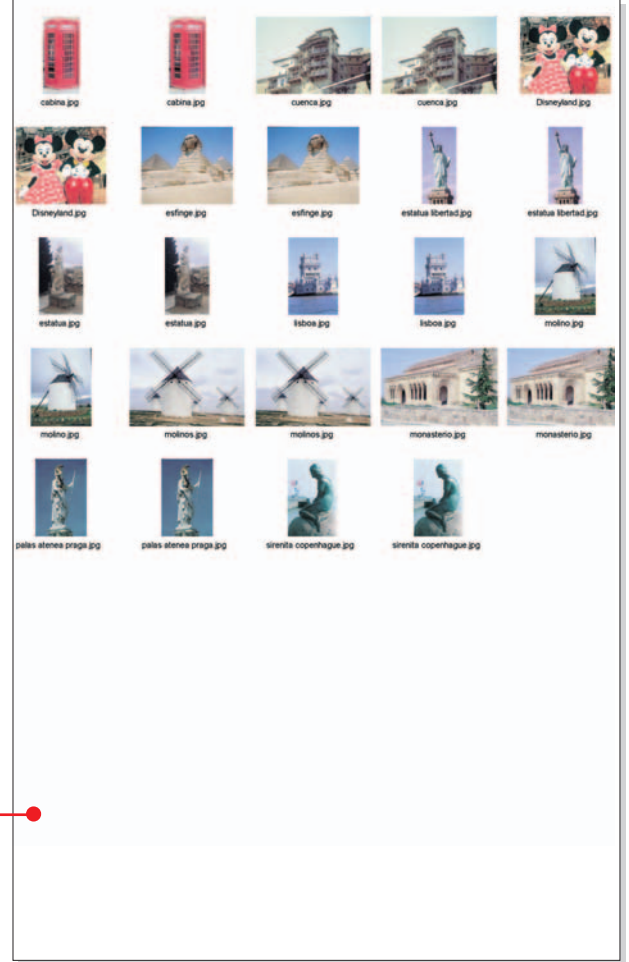 cabina.jpg cabina.jpg cuenca.jpg cuenca.jpg Disneyland.jpg
Disneyland.jpg esfinge.jpg esfinge.jpg estatua libertad.jpg estatua libertad.jpg
estatua.jpg estatua.jpg lisboa.jpg lisboa.jpg molino.jpg
molino.jpg molinos.jpg molinos.jpg monasterio.jpg monasterio.jpg
palas atenea praga.jpg palas atenea praga.jpg sirenita copenhague.jpg sirenita copenhague.jpg